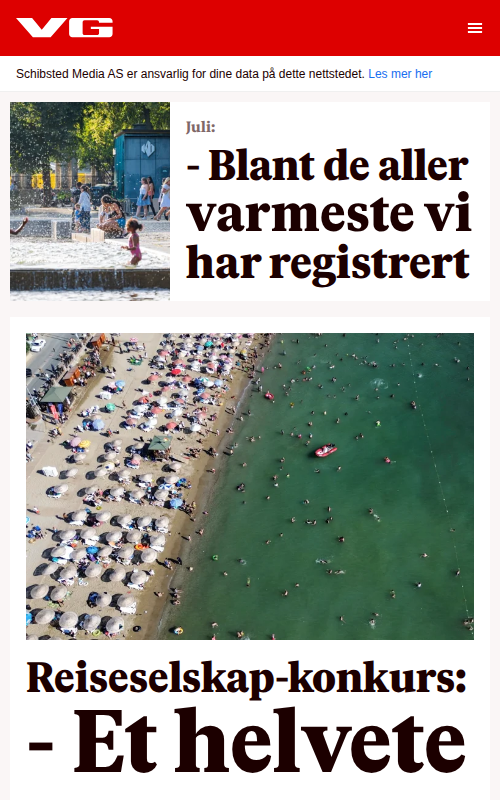 VG
Schibsted Media AS er ansvarlig for dine data på dette nettstedet. Les mer her
Juli:
- Blant de aller
varmeste vi
har registrert
Reiseselskap-konkurs:
- Et helvete